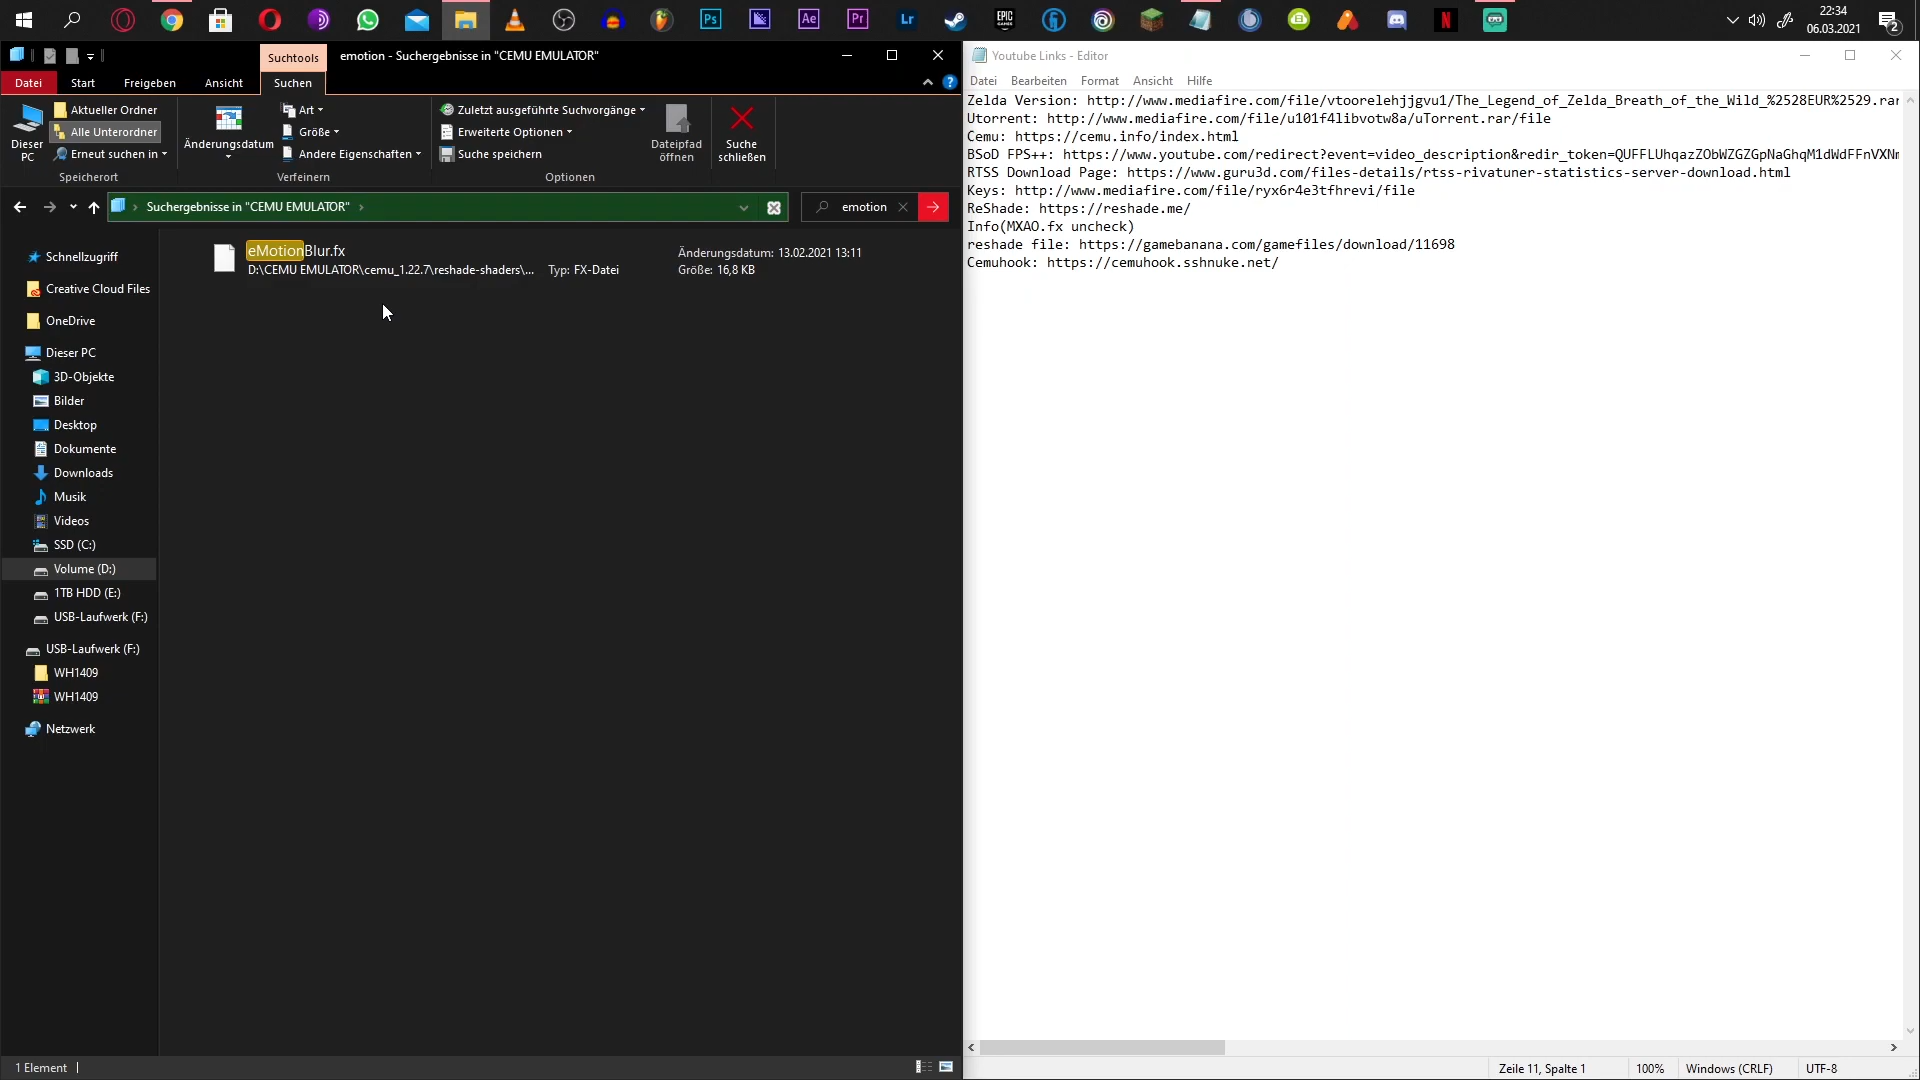 22:34
06.03.2021
2
Ps
Ae
Pr
Lr
EPIC
GAMES
N
Suchtools
emotion - Suchergebnisse in "CEMU EMULATOR"
Datei
Start
Freigeben
Ansicht
Suchen
Dieser PC
Aktueller Ordner
Alle Unterordner
Erneut suchen in
Speicherort
Änderungsdatum
Art
Größe
Andere Eigenschaften
Verfeinern
Zuletzt ausgeführte Suchvorgänge
Erweiterte Optionen
Suche speichern
Dateipfad öffnen
Optionen
Suche schließen
Suchergebnisse in "CEMU EMULATOR"
emotion
Schnellzugriff
Creative Cloud Files
OneDrive
Dieser PC
3D-Objekte
Bilder
Desktop
Dokumente
Downloads
Musik
Videos
SSD (C:)
Volume (D:)
1TB HDD (E:)
USB-Laufwerk (F:)
USB-Laufwerk (F:)
WH1409
WH1409
Netzwerk
eMotionBlur.fx
D:\CEMU EMULATOR\cemu_1.22.7\reshade-shaders\...
Typ: FX-Datei
Änderungsdatum: 13.02.2021 13:11
Größe: 16,8 KB
1 Element
Youtube Links - Editor
Datei
Bearbeiten
Format
Ansicht
Hilfe
Zelda Version: http://www.mediafire.com/file/vtoorelehjjgvu1/The_Legend_of_Zelda_Breath_of_the_Wild_%2528EUR%2529.rar
Utorrent: http://www.mediafire.com/file/u101f4libvotw8a/uTorrent.rar/file
Cemu: https://cemu.info/index.html
BSoD FPS++: https://www.youtube.com/redirect?event=video_description&redir_token=QUFFLUhqazZObWZGZGpNaGhqM1dWdFFnVXNm
RTSS Download Page: https://www.guru3d.com/files-details/rtss-rivatuner-statistics-server-download.html
Keys: http://www.mediafire.com/file/ryx6r4e3tfhrevi/file
ReShade: https://reshade.me/
Info(MXAO.fx uncheck)
reshade file: https://gamebanana.com/gamefiles/download/11698
Cemuhook: https://cemuhook.sshnuke.net/
Zeile 11, Spalte 1
100%
Windows (CRLF)
UTF-8